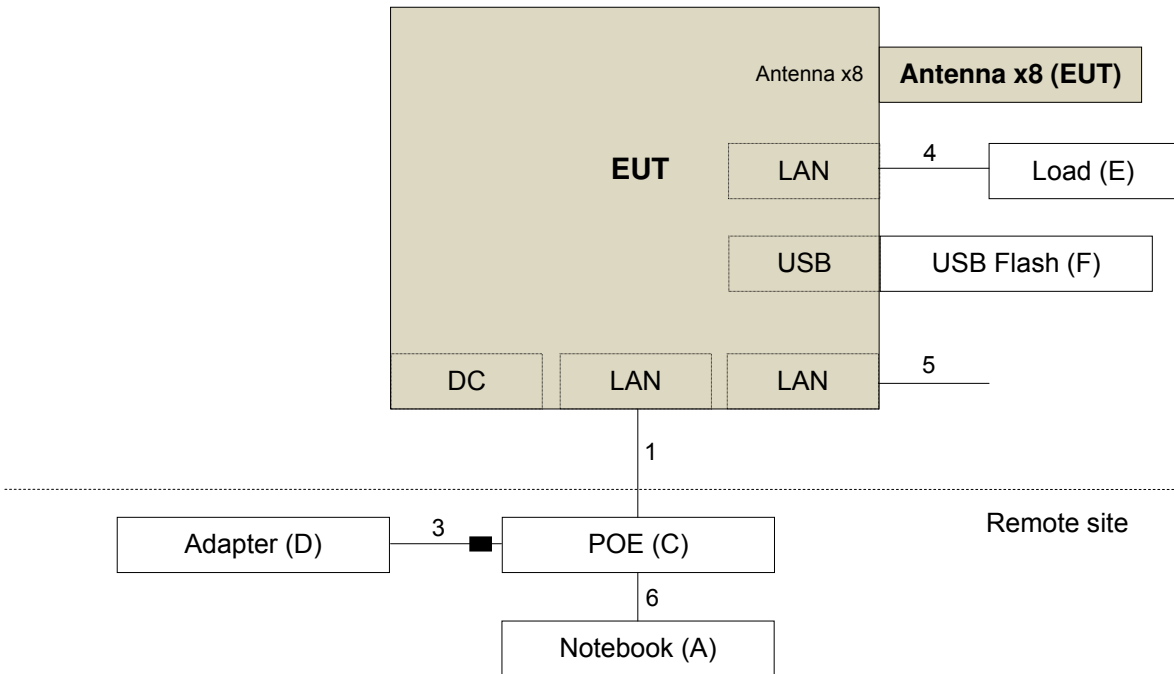 Antenna x8
Antenna x8 (EUT)
EUT
LAN
4
Load (E)
USB
USB Flash (F)
DC
LAN
LAN
5
1
Remote site
Adapter (D)
3
POE (C)
6
Notebook (A)